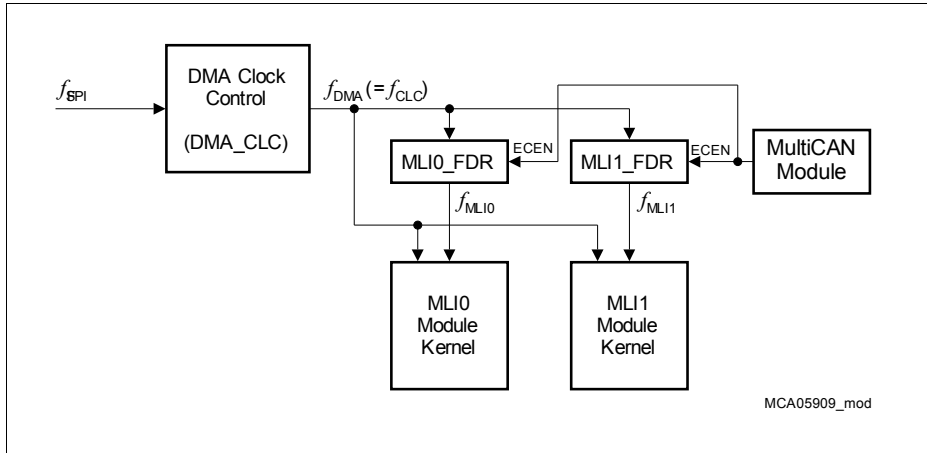 DMA Clock
Control
(DMA_CLC)
fDMA (= fCLC)
ECEN
ECEN
MLI0_FDR
MLI1_FDR
MultiCAN
Module
fMLI0
fMLI1
MLI0
Module
Kernel
MLI1
Module
Kernel
MCA05909_mod